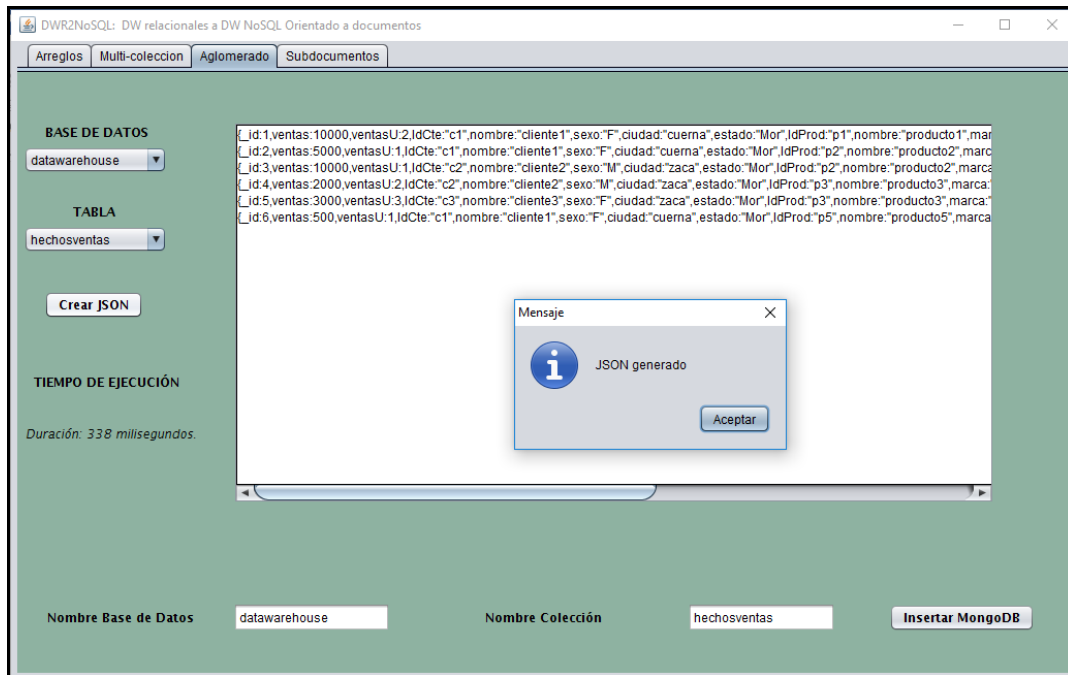 DWR2NoSQL: DW relacionales a DW NoSQL Orientado a documentos
Arreglos Multi-coleccion Aglomerado Subdocumentos
BASE DE DATOS
datawarehouse
TABLA
hechosventas
Crear JSON
TIEMPO DE EJECUCIÓN
Duración: 338 milisegundos.
{_id:1,ventas:10000,ventasU:2,IdCte:"c1",nombre:"cliente1",sexo:"F",ciudad:"cuerna",estado:"Mor",IdProd:"p1",nombre:"producto1",mar
{_id:2,ventas:5000,ventasU:1,IdCte:"c1",nombre:"cliente1",sexo:"F",ciudad:"cuerna",estado:"Mor",IdProd:"p2",nombre:"producto2",marc
{_id:3,ventas:10000,ventasU:1,IdCte:"c2",nombre:"cliente2",sexo:"M",ciudad:"zaca",estado:"Mor",IdProd:"p2",nombre:"producto2",marc
{_id:4,ventas:2000,ventasU:2,IdCte:"c2",nombre:"cliente2",sexo:"M",ciudad:"zaca",estado:"Mor",IdProd:"p3",nombre:"producto3",marca:"
{_id:5,ventas:3000,ventasU:3,IdCte:"c3",nombre:"cliente3",sexo:"F",ciudad:"zaca",estado:"Mor",IdProd:"p3",nombre:"producto3",marca:"
{_id:6,ventas:500,ventasU:1,IdCte:"c1",nombre:"cliente1",sexo:"F",ciudad:"cuerna",estado:"Mor",IdProd:"p5",nombre:"producto5",marca
Mensaje
JSON generado
Aceptar
Nombre Base de Datos datawarehouse Nombre Colección hechosventas Insertar MongoDB